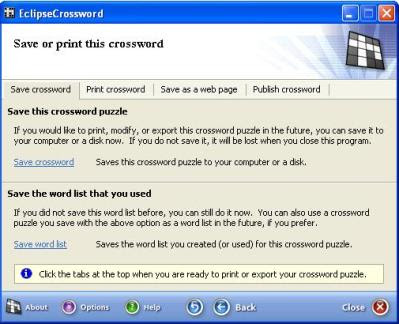 EclipseCrossword
Save or print this crossword
Save crossword Print crossword Save as a web page Publish crossword
Save this crossword puzzle
If you would like to print, modify, or export this crossword puzzle in the future, you can save it to
your computer or a disk now. If you do not save it, it will be lost when you close this program.
Save crossword Saves this crossword puzzle to your computer or a disk.
Save the word list that you used
If you did not save this word list before, you can still do it now. You can also use a crossword
puzzle you save with the above option as a word list in the future, if you prefer.
Save word list Saves the word list you created (or used) for this crossword puzzle.
Click the tabs at the top when you are ready to print or export your crossword puzzle.
About Options Help Back Close